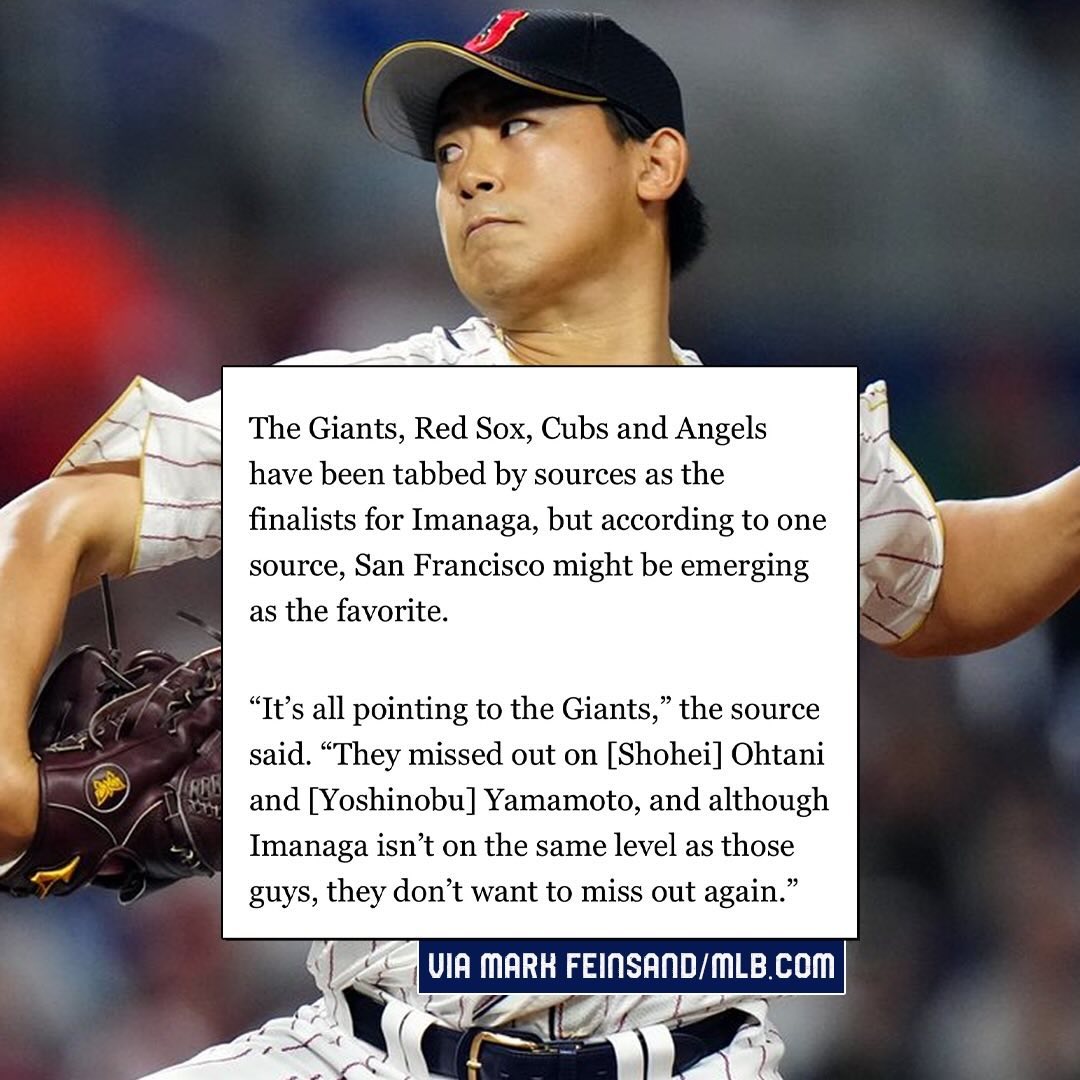 The Giants, Red Sox, Cubs and Angels
have been tabbed by sources as the
finalists for Imanaga, but according to one
source, San Francisco might be emerging
as the favorite.
“It’s all pointing to the Giants,” the source
said. “They missed out on [Shohei] Ohtani
and [Yoshinobu] Yamamoto, and although
Imanaga isn’t on the same level as those
guys, they don’t want to miss out again.”
VIA MARK FEINSAND/MLB.COM